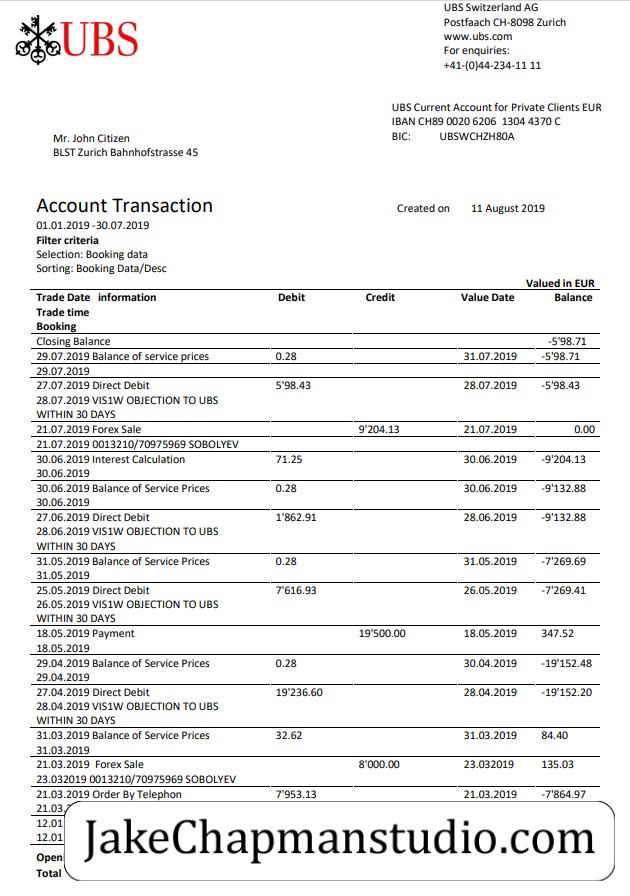 UBS
UBS Switzerland AG
Postfaach CH-8098 Zurich
www.ubs.com
For enquiries:
+41-(0)44-234-11 11
UBS Current Account for Private Clients EUR
IBAN CH89 0020 6206 1304 4370 C
BIC: UBSWCHZH80A
Mr. John Citizen
BLST Zurich Bahnhofstrasse 45
Account Transaction
Created on 11 August 2019
01.01.2019 -30.07.2019
Filter criteria
Selection: Booking data
Sorting: Booking Data/Desc
Valued in EUR
Trade Date information Debit Credit Value Date Balance
Trade time
Booking
Closing Balance -5'98.71
29.07.2019 Balance of service prices 0.28 31.07.2019 -5'98.71
29.07.2019
27.07.2019 Direct Debit 5'98.43 28.07.2019 -5'98.43
28.07.2019 VIS1W OBJECTION TO UBS
WITHIN 30 DAYS
21.07.2019 Forex Sale 9'204.13 21.07.2019 0.00
21.07.2019 0013210/70975969 SOBOLYEV
30.06.2019 Interest Calculation 71.25 30.06.2019 -9'204.13
30.06.2019
30.06.2019 Balance of Service Prices 0.28 30.06.2019 -9'132.88
30.06.2019
27.06.2019 Direct Debit 1'862.91 28.06.2019 -9'132.88
28.06.2019 VIS1W OBJECTION TO UBS
WITHIN 30 DAYS
31.05.2019 Balance of Service Prices 0.28 31.05.2019 -7'269.69
31.05.2019
25.05.2019 Direct Debit 7'616.93 26.05.2019 -7'269.41
26.05.2019 VIS1W OBJECTION TO UBS
WITHIN 30 DAYS
18.05.2019 Payment 19'500.00 18.05.2019 347.52
18.05.2019
29.04.2019 Balance of Service Prices 0.28 30.04.2019 -19'152.48
29.04.2019
27.04.2019 Direct Debit 19'236.60 28.04.2019 -19'152.20
28.04.2019 VIS1W OBJECTION TO UBS
WITHIN 30 DAYS
31.03.2019 Balance of Service Prices 32.62 31.03.2019 84.40
31.03.2019
21.03.2019 Forex Sale 8'000.00 23.032019 135.03
23.032019 0013210/70975969 SOBOLYEV
21.03.2019 Order By Telephon 7'953.13 21.03.2019 -7'864.97
21.03.2
12.01
12.01
JakeChapmanstudio.com
Total